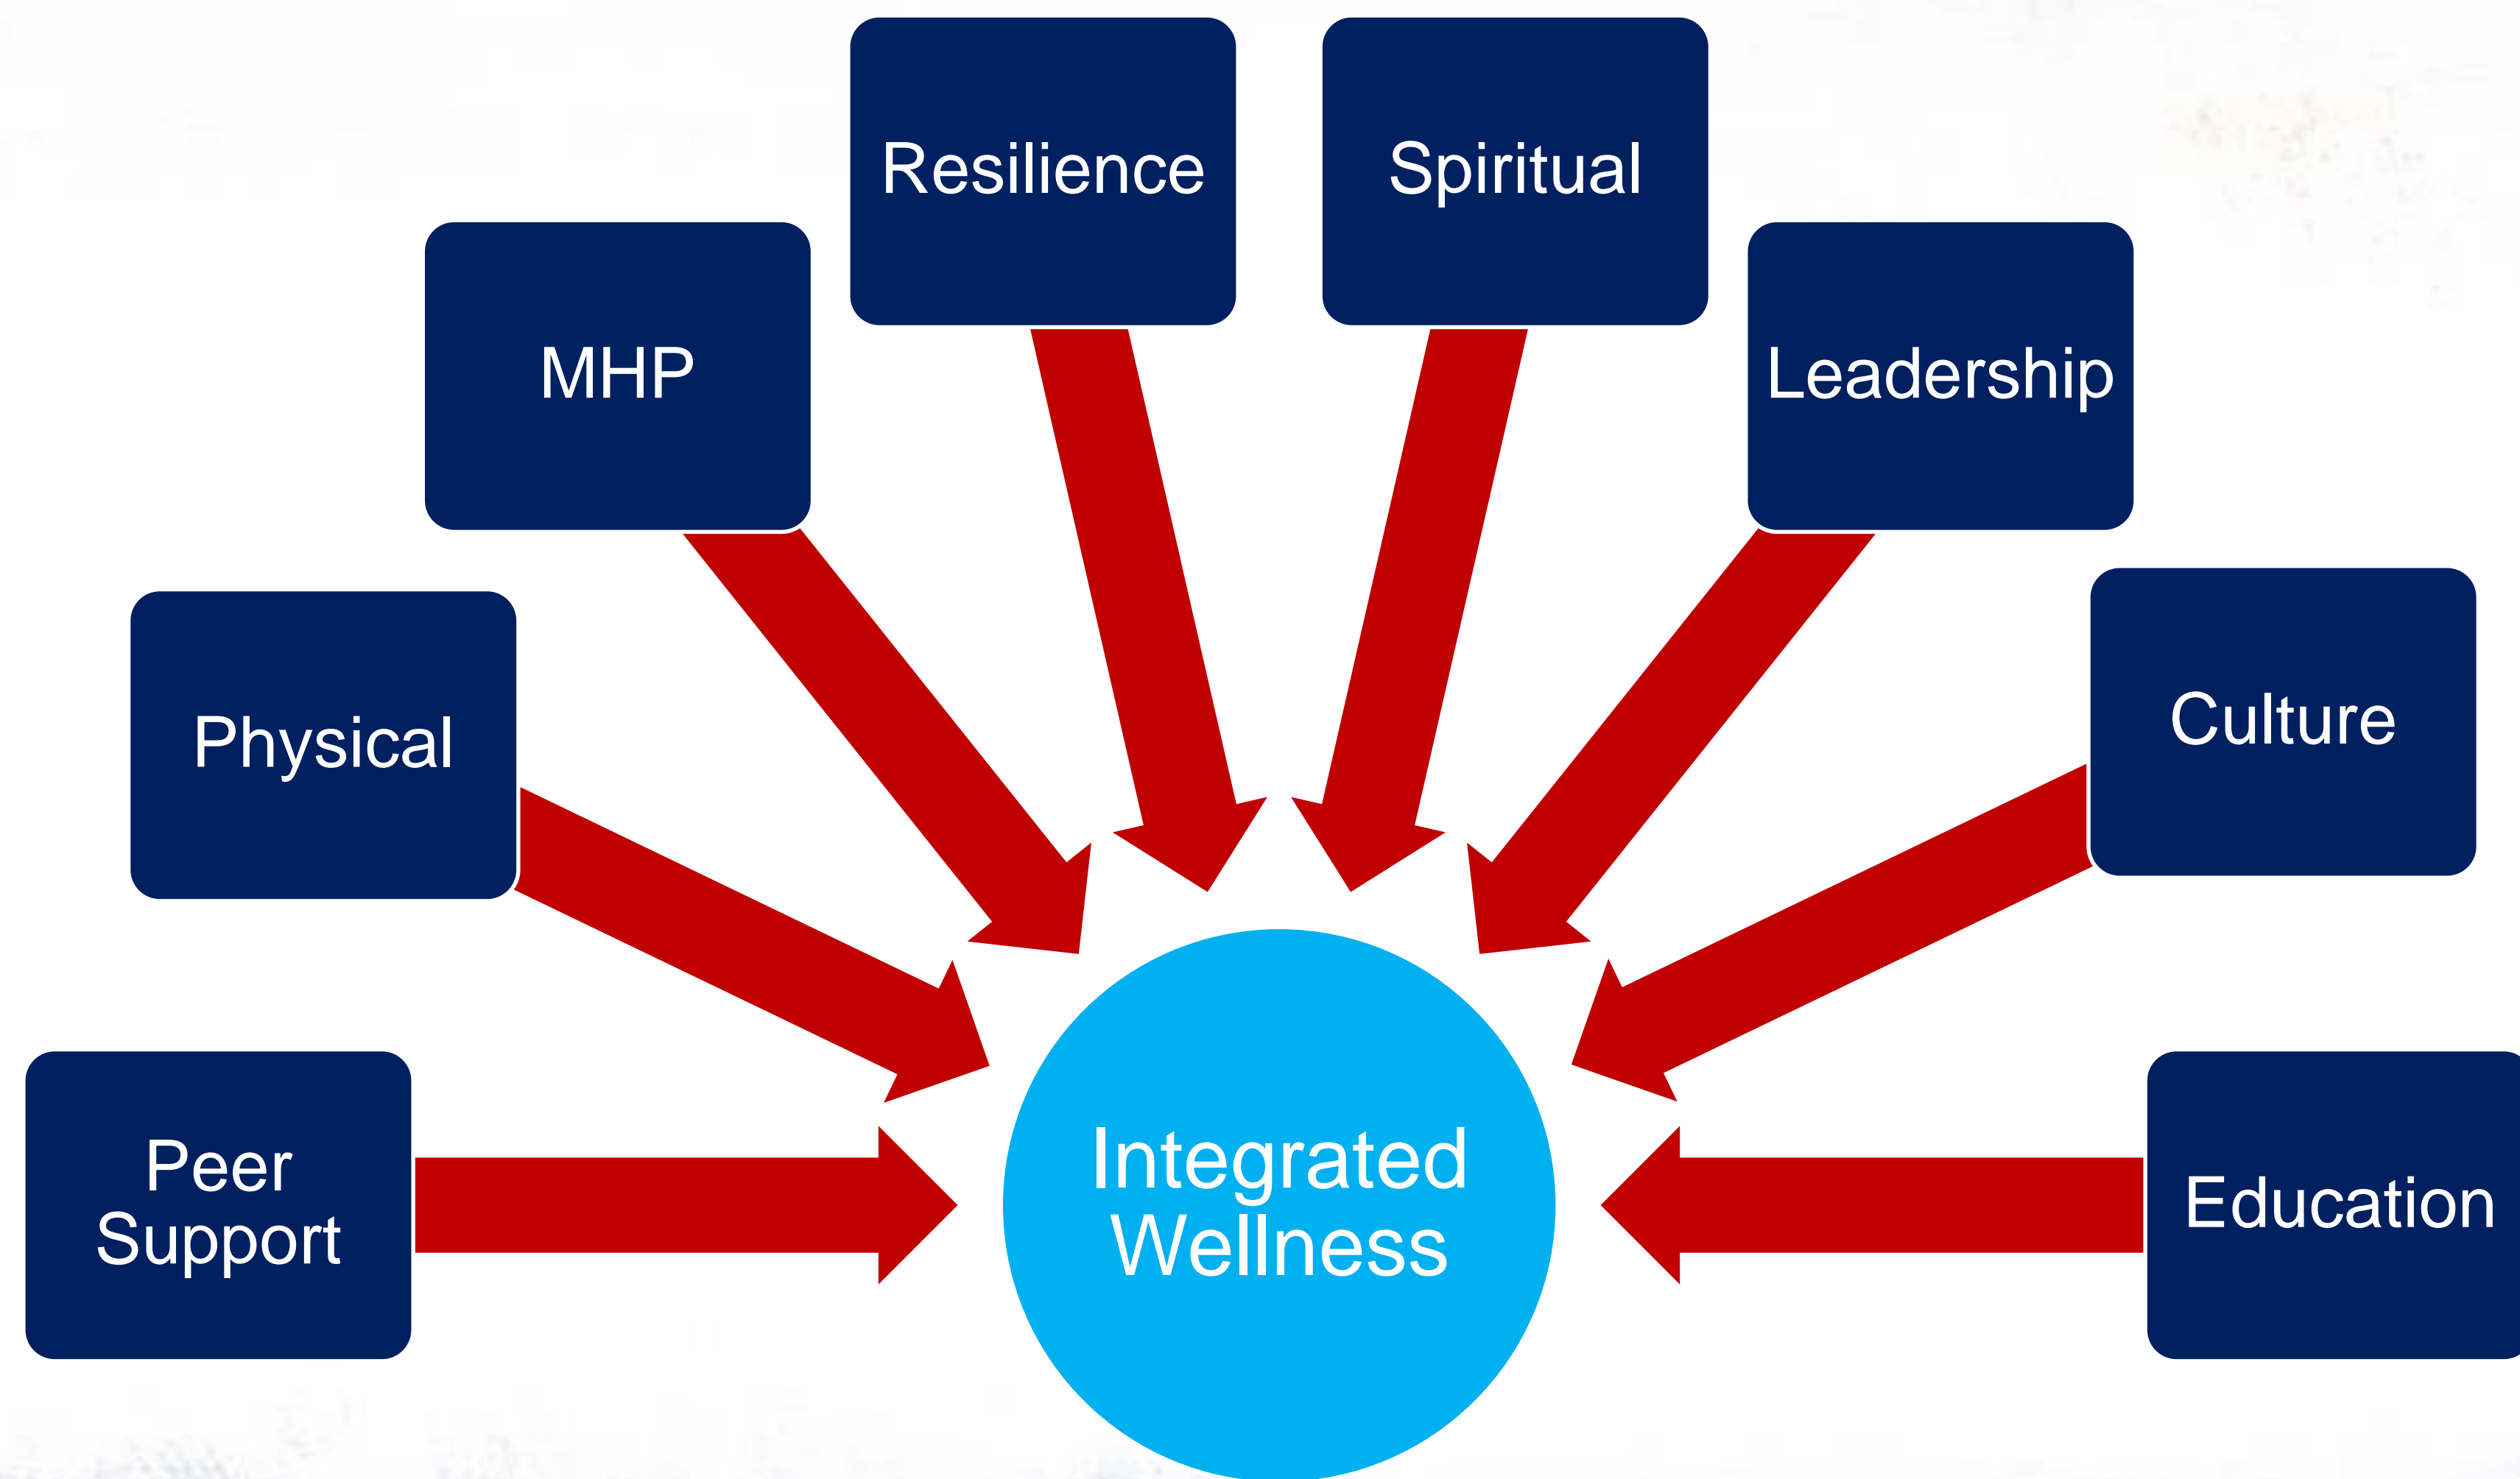 Resilience
Spiritual
MHP
Leadership
Physical
Culture
Peer
Support
Integrated
Wellness
Education